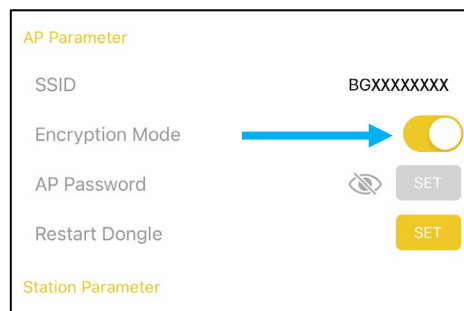 AP Parameter
SSID BGXXXXXXXX
Encryption Mode
AP Password SET
Restart Dongle SET
Station Parameter